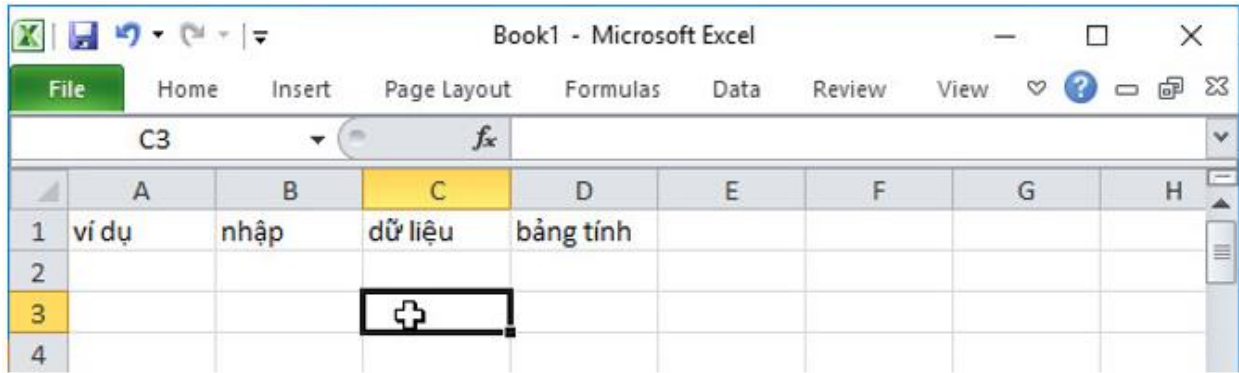 Book1 - Microsoft Excel
File Home Insert Page Layout Formulas Data Review View
C3 fx
A B C D E F G H
1 ví dụ nhập dữ liệu bảng tính
2
3
4